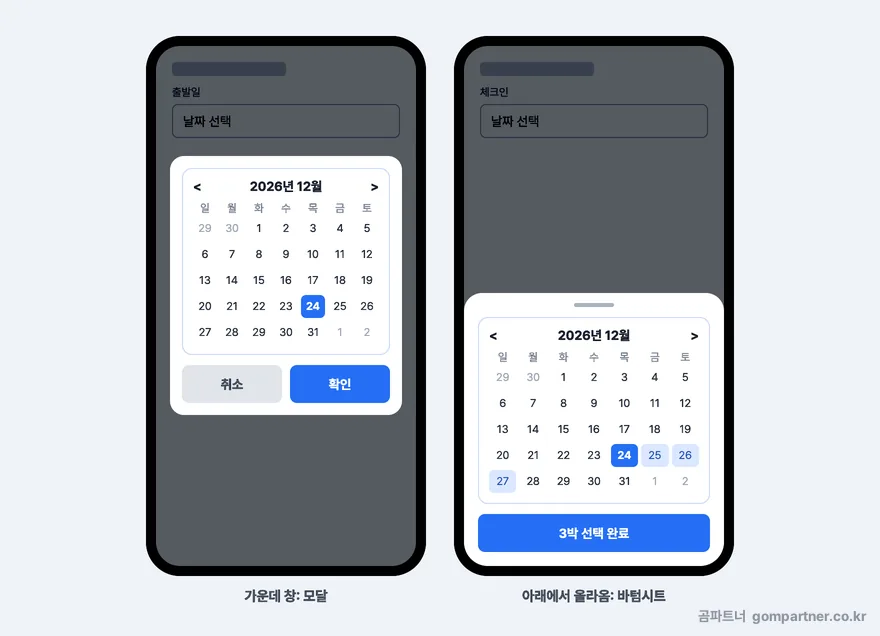 출발일
날짜 선택
< 2026년 12월 >
일 월 화 수 목 금 토
29 30 1 2 3 4 5
6 7 8 9 10 11 12
13 14 15 16 17 18 19
20 21 22 23 24 25 26
27 28 29 30 31 1 2
취소 확인
가운데 창: 모달
체크인
날짜 선택
< 2026년 12월 >
일 월 화 수 목 금 토
29 30 1 2 3 4 5
6 7 8 9 10 11 12
13 14 15 16 17 18 19
20 21 22 23 24 25 26
27 28 29 30 31 1 2
3박 선택 완료
아래에서 올라옴: 바텀시트
곰파트너 gompartner.co.kr